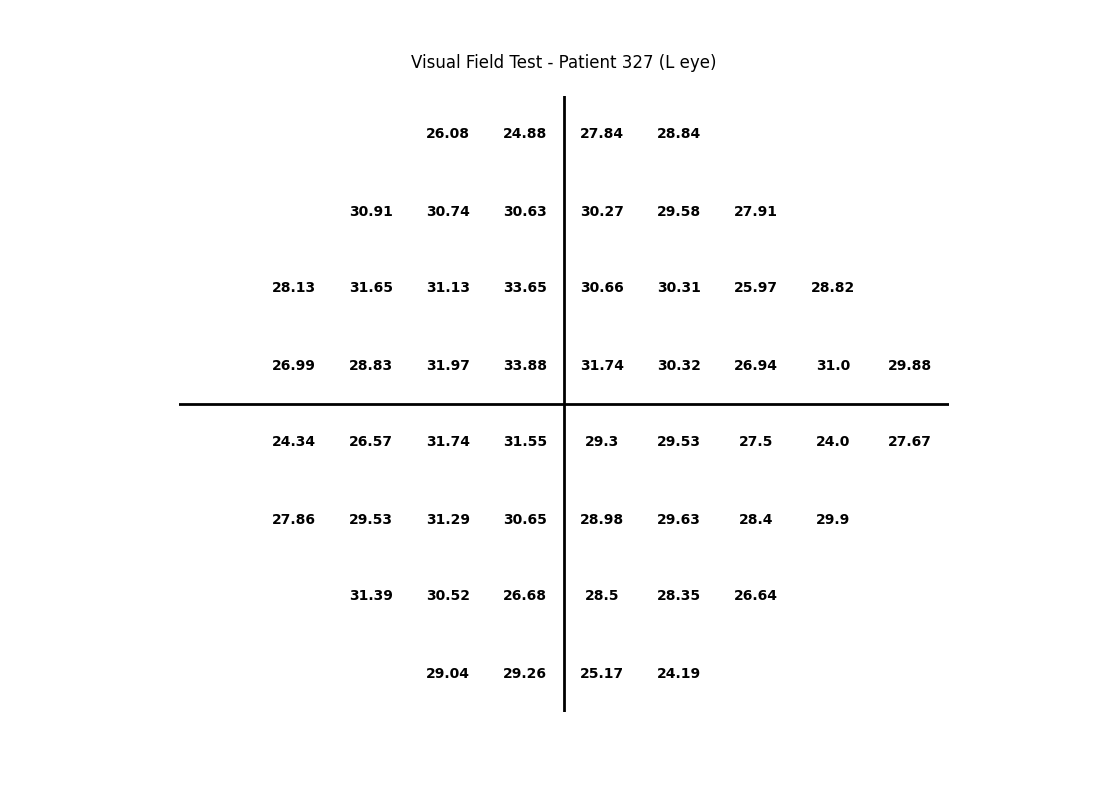 Visual Field Test - Patient 327 (L eye)
26.08 24.88 27.84 28.84
30.91 30.74 30.63 30.27 29.58 27.91
28.13 31.65 31.13 33.65 30.66 30.31 25.97 28.82
26.99 28.83 31.97 33.88 31.74 30.32 26.94 31.0 29.88
24.34 26.57 31.74 31.55 29.3 29.53 27.5 24.0 27.67
27.86 29.53 31.29 30.65 28.98 29.63 28.4 29.9
31.39 30.52 26.68 28.5 28.35 26.64
29.04 29.26 25.17 24.19